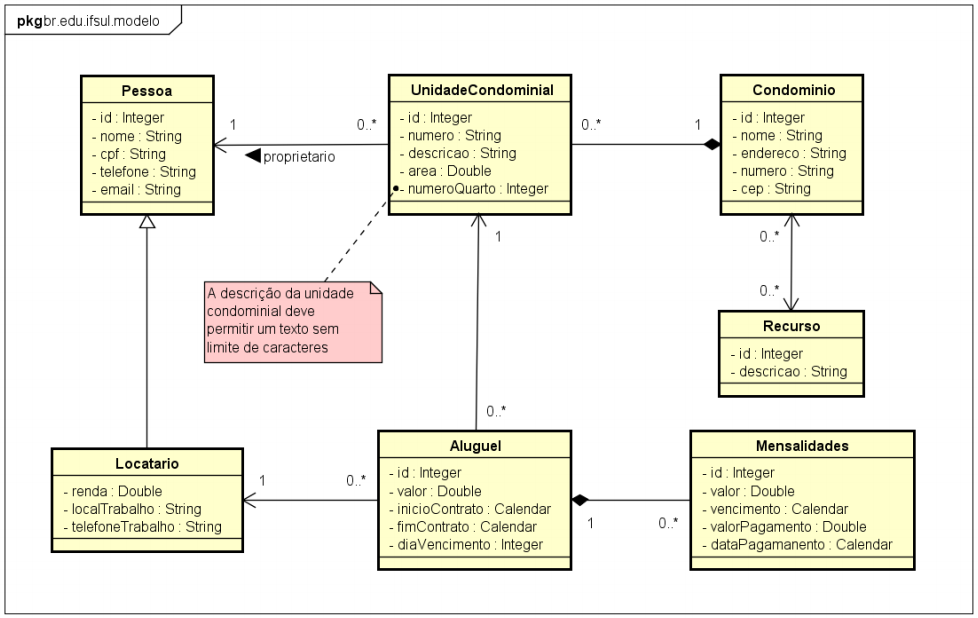 pkg br.edu.ifsul.modelo
Pessoa
- id : Integer
- nome : String
- cpf : String
- telefone : String
- email : String
1
0..*
proprietario
UnidadeCondominial
- id : Integer
- numero : String
- descricao : String
- area : Double
- numeroQuarto : Integer
0..*
1
Condominio
- id : Integer
- nome : String
- endereco : String
- numero : String
- cep : String
0..*
0..*
1
A descrição da unidade
condominial deve
permitir um texto sem
limite de caracteres
Recurso
- id : Integer
- descricao : String
0..*
Locatario
- renda : Double
- localTrabalho : String
- telefoneTrabalho : String
1
0..*
Aluguel
- id : Integer
- valor : Double
- inicioContrato : Calendar
- fimContrato : Calendar
- diaVencimento : Integer
1
0..*
Mensalidades
- id : Integer
- valor : Double
- vencimento : Calendar
- valorPagamento : Double
- dataPagamanento : Calendar